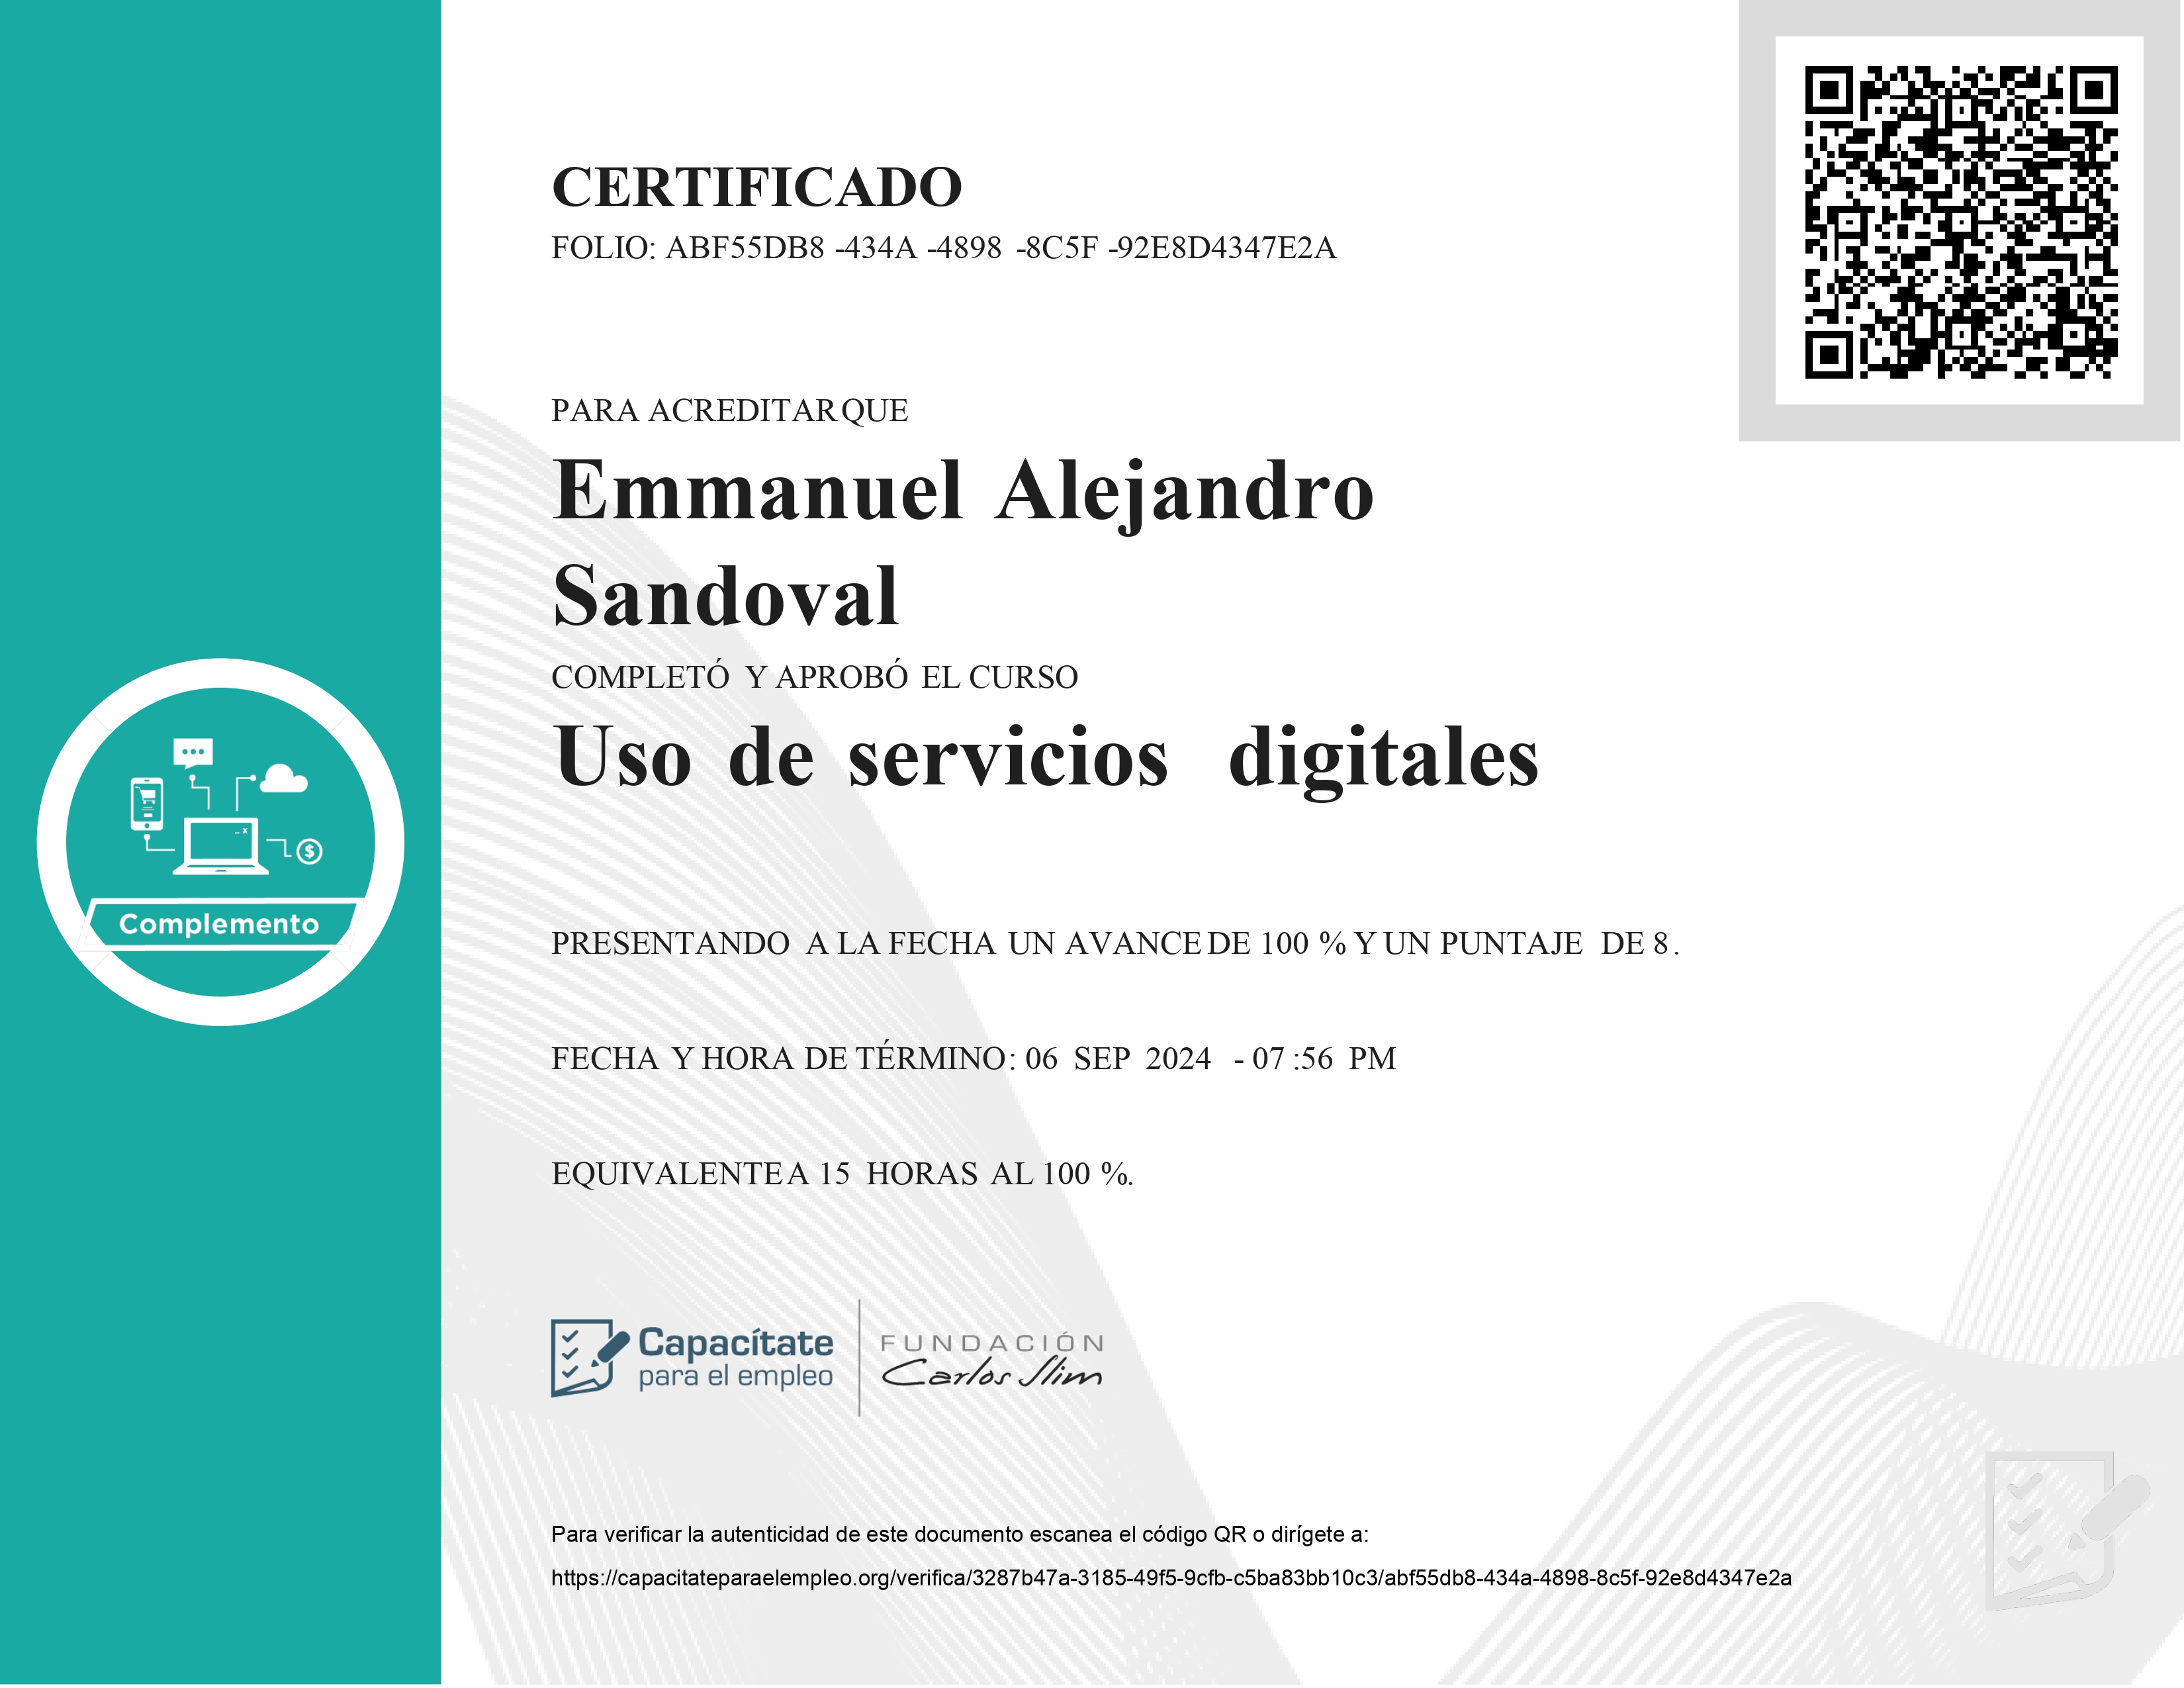 CERTIFICADO
FOLIO: ABF55DB8 -434A -4898 -8C5F -92E8D4347E2A
PARA ACREDITAR QUE
Emmanuel Alejandro
Sandoval
COMPLETÓ Y APROBÓ EL CURSO
Uso de servicios digitales
Complemento
PRESENTANDO A LA FECHA UN AVANCE DE 100 % Y UN PUNTAJE DE 8.
FECHA Y HORA DE TÉRMINO: 06 SEP 2024 - 07:56 PM
EQUIVALENTE A 15 HORAS AL 100 %.
Capacítate
para el empleo
FUNDACIÓN
Carlos Slim
Para verificar la autenticidad de este documento escanea el código QR o dirígete a:
https://capacitateparaelempleo.org/verifica/3287b47a-3185-49f5-9cfb-c5ba83bb10c3/abf55db8-434a-4898-8c5f-92e8d4347e2a